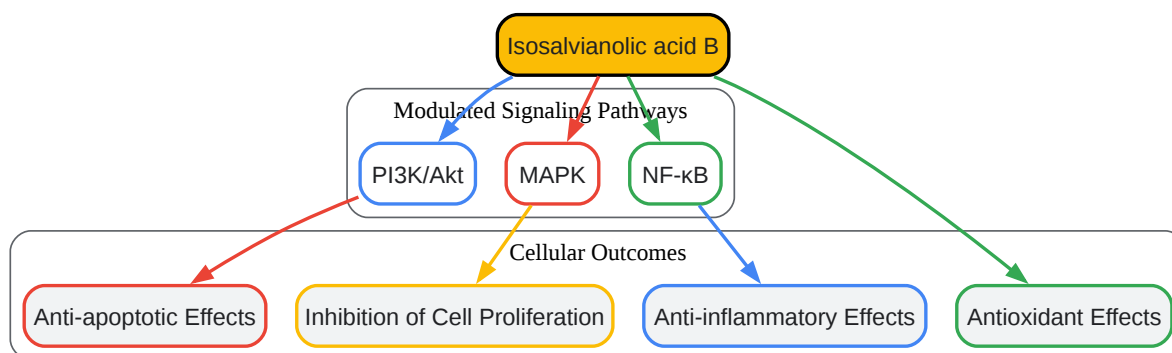 Isosalvianolic acid B
Modulated Signaling Pathways
PI3K/Akt
MAPK
NF-κB
Cellular Outcomes
Anti-apoptotic Effects
Inhibition of Cell Proliferation
Anti-inflammatory Effects
Antioxidant Effects